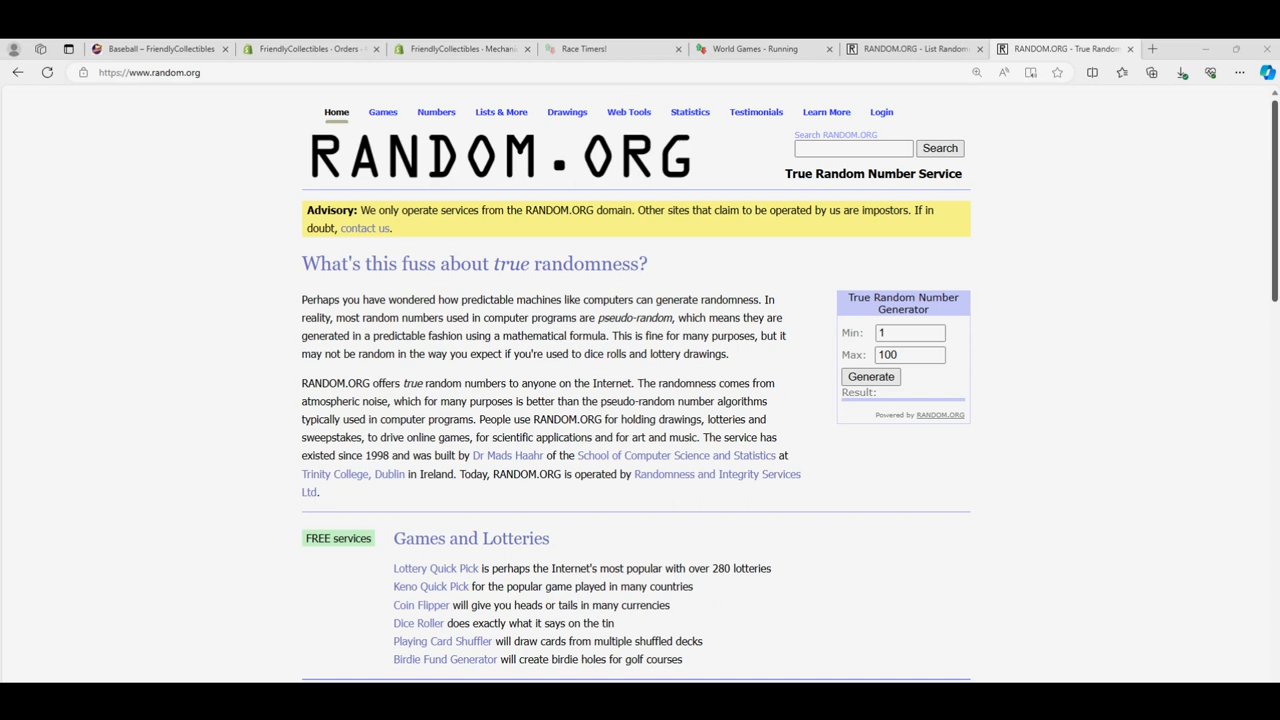 Baseball – FriendlyCollectibles
FriendlyCollectibles · Orders ·
FriendlyCollectibles · Mechanic
Race Timers!
World Games - Running
RANDOM.ORG - List Random
RANDOM.ORG - True Random
https://www.random.org
Home Games Numbers Lists & More Drawings Web Tools Statistics Testimonials Learn More Login
RANDOM.ORG
Search RANDOM.ORG
Search
True Random Number Service
Advisory: We only operate services from the RANDOM.ORG domain. Other sites that claim to be operated by us are impostors. If in
doubt, contact us.
What's this fuss about true randomness?
Perhaps you have wondered how predictable machines like computers can generate randomness. In
reality, most random numbers used in computer programs are pseudo-random, which means they are
generated in a predictable fashion using a mathematical formula. This is fine for many purposes, but it
may not be random in the way you expect if you're used to dice rolls and lottery drawings.
RANDOM.ORG offers true random numbers to anyone on the Internet. The randomness comes from
atmospheric noise, which for many purposes is better than the pseudo-random number algorithms
typically used in computer programs. People use RANDOM.ORG for holding drawings, lotteries and
sweepstakes, to drive online games, for scientific applications and for art and music. The service has
existed since 1998 and was built by Dr Mads Haahr of the School of Computer Science and Statistics at
Trinity College, Dublin in Ireland. Today, RANDOM.ORG is operated by Randomness and Integrity Services
Ltd.
True Random Number
Generator
Min: 1
Max: 100
Generate
Result:
Powered by RANDOM.ORG
FREE services
Games and Lotteries
Lottery Quick Pick is perhaps the Internet's most popular with over 280 lotteries
Keno Quick Pick for the popular game played in many countries
Coin Flipper will give you heads or tails in many currencies
Dice Roller does exactly what it says on the tin
Playing Card Shuffler will draw cards from multiple shuffled decks
Birdie Fund Generator will create birdie holes for golf courses